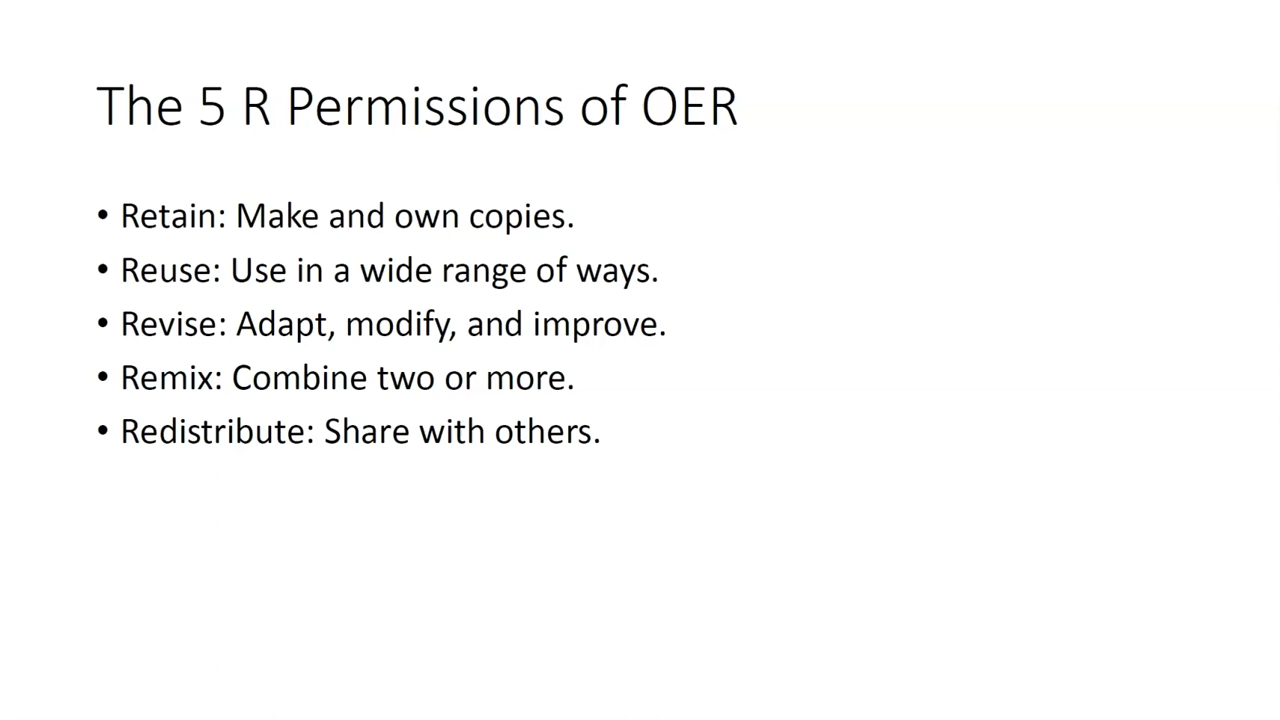 The 5 R Permissions of OER
• Retain: Make and own copies.
• Reuse: Use in a wide range of ways.
• Revise: Adapt, modify, and improve.
• Remix: Combine two or more.
• Redistribute: Share with others.